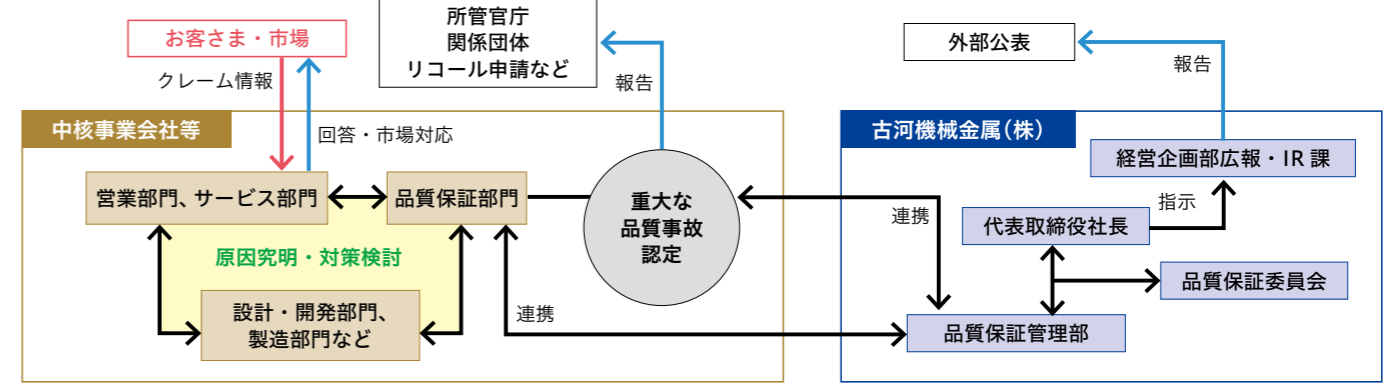 お客さま・市場
クレーム情報
回答・市場対応
所管官庁
関係団体
リコール申請など
報告
外部公表
報告
中核事業会社等
営業部門、サービス部門
品質保証部門
原因究明・対策検討
設計・開発部門、
製造部門など
連携
重大な
品質事故
認定
連携
古河機械金属(株)
経営企画部広報・IR 課
指示
代表取締役社長
品質保証委員会
品質保証管理部